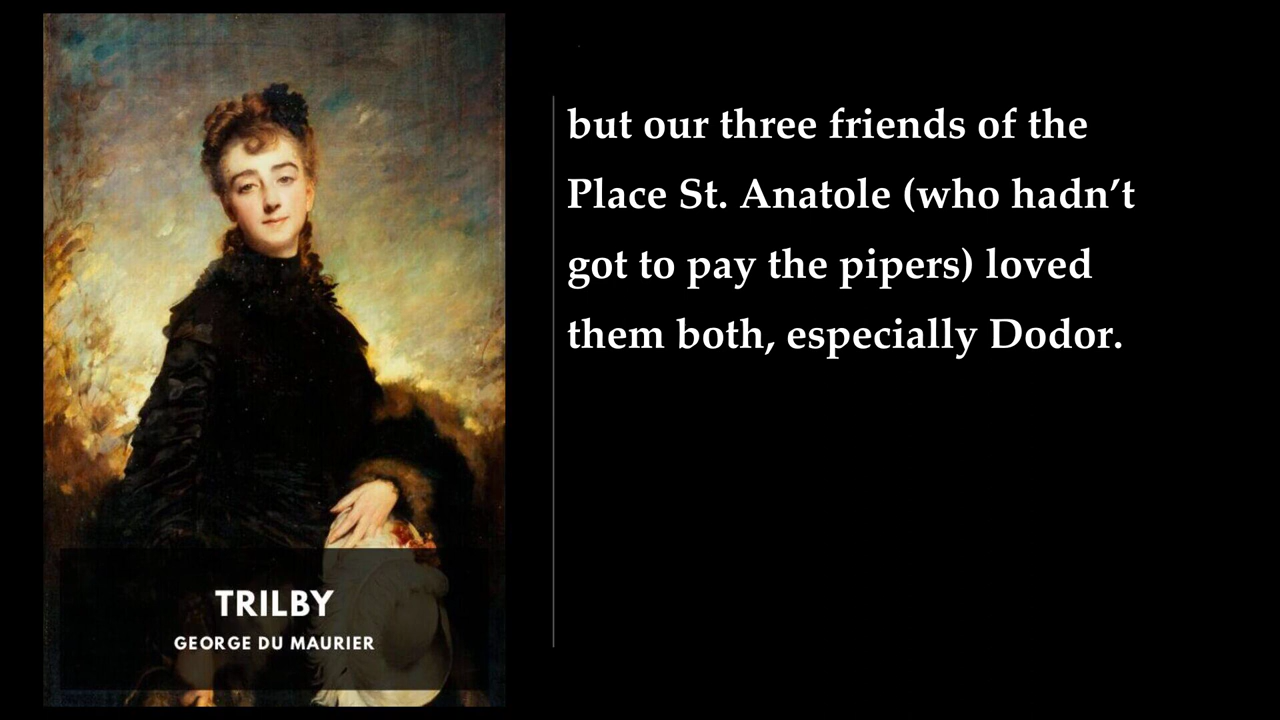 TRILBY
GEORGE DU MAURIER
but our three friends of the
Place St. Anatole (who hadn’t
got to pay the pipers) loved
them both, especially Dodor.